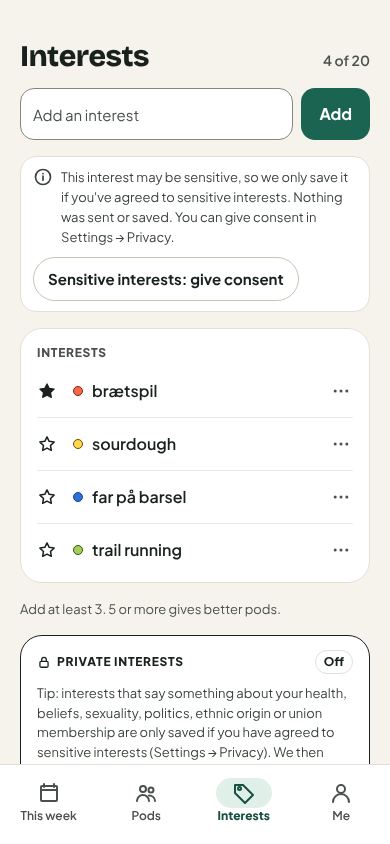 Interests
4 of 20
Add an interest
Add
This interest may be sensitive, so we only save it
if you've agreed to sensitive interests. Nothing
was sent or saved. You can give consent in
Settings → Privacy.
Sensitive interests: give consent
INTERESTS
brætspil
sourdough
far på barsel
trail running
Add at least 3. 5 or more gives better pods.
PRIVATE INTERESTS
Off
Tip: interests that say something about your health,
beliefs, sexuality, politics, ethnic origin or union
membership are only saved if you have agreed to
sensitive interests (Settings → Privacy). We then
This week
Pods
Interests
Me